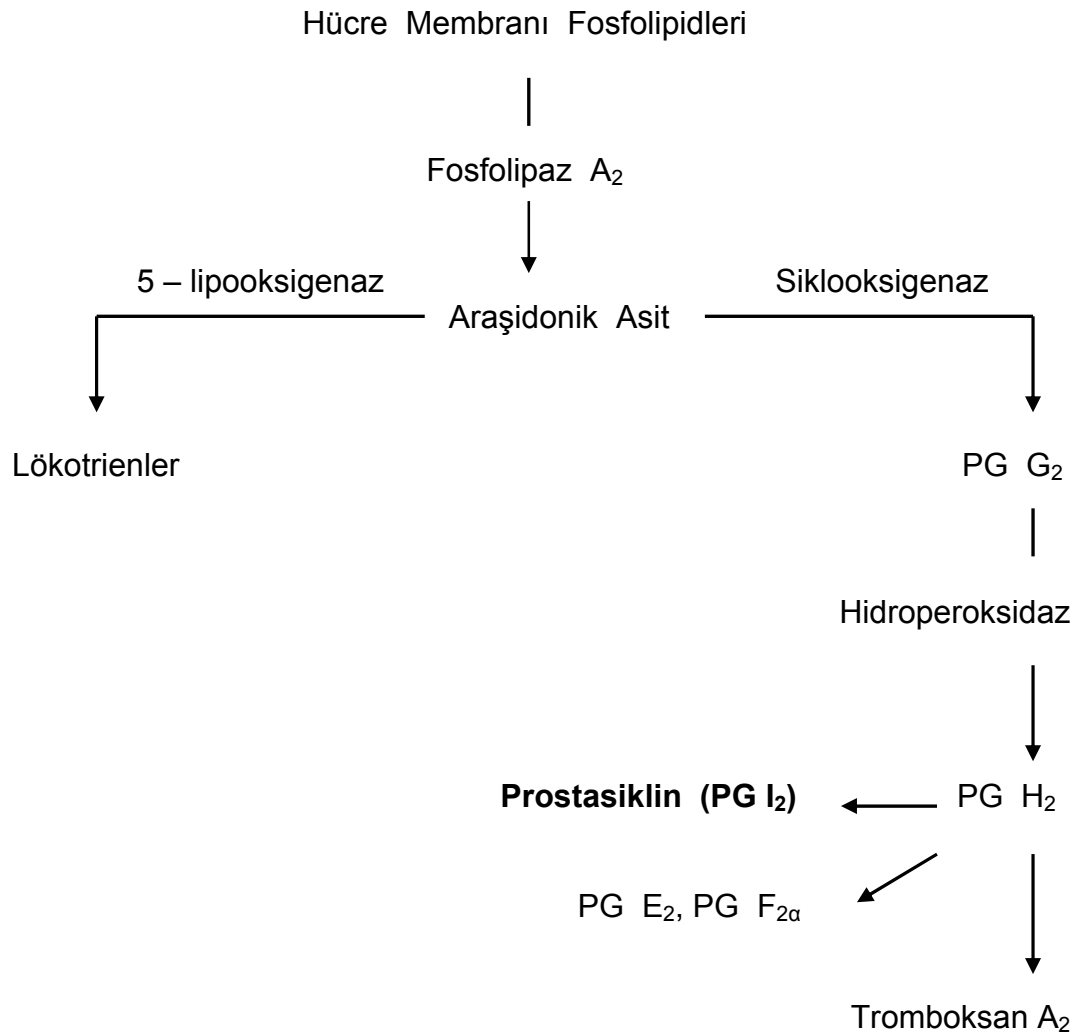 Hücre Membranı Fosfolipidleri
Fosfolipaz A₂
5 – lipooksigenaz
Siklooksigenaz
Araşidonik Asit
Lökotrienler
PG G₂
Hidroperoksidaz
Prostasiklin (PG I₂)
PG H₂
PG E₂, PG F₂α
Tromboksan A₂